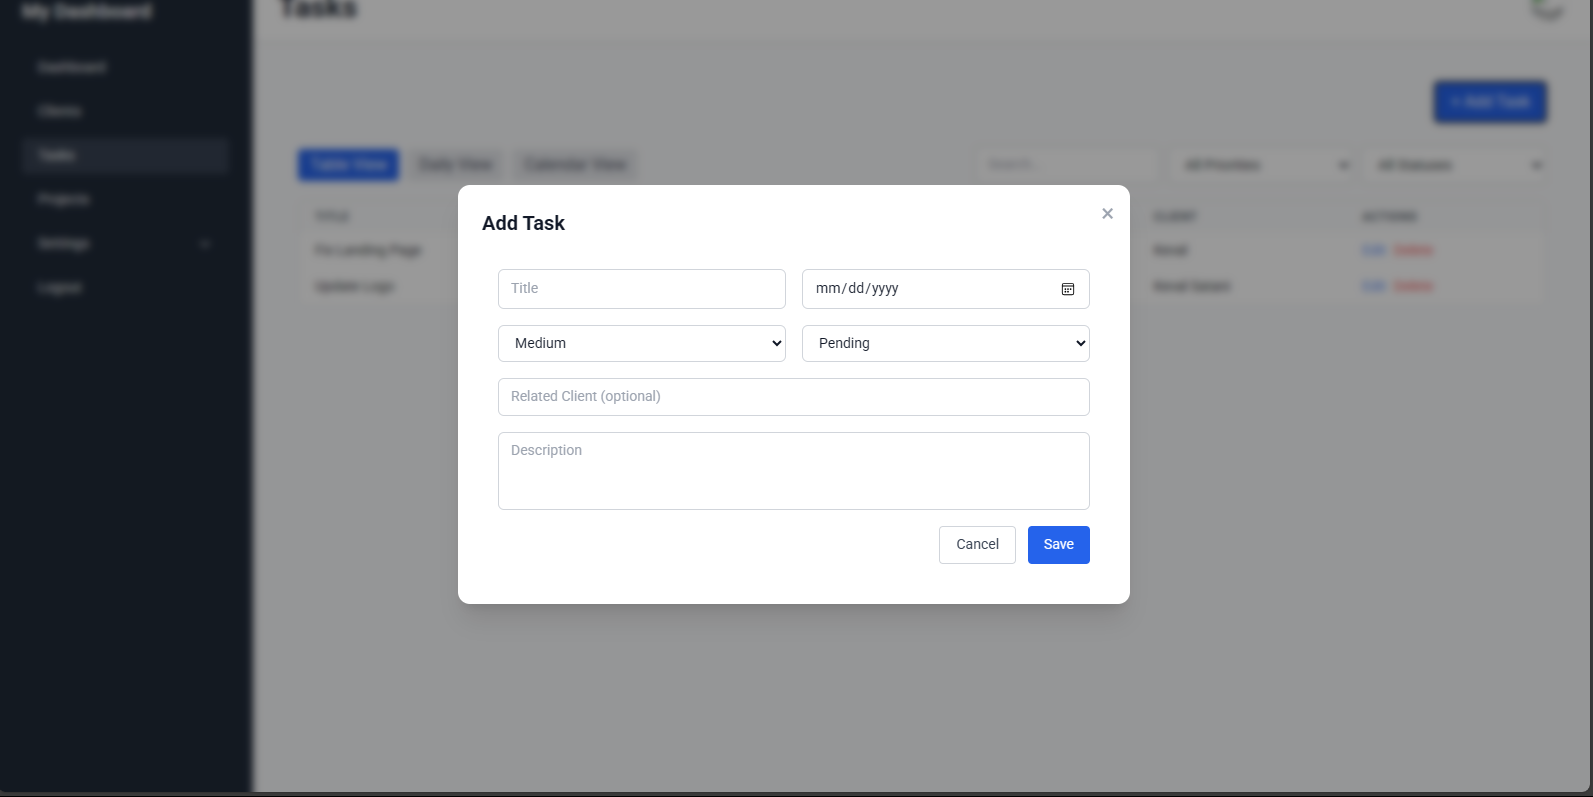 My Dashboard
Tasks
Dashboard
Clients
+ Add Task
Tasks
Table View Daily View Calendar View Search... All Priorities All Statuses
Projects
TITLE CLIENT ACTIONS
Settings
Fix Landing Page Edit Delete
Logout
Update Logo Edit Delete
Add Task ×
Title mm/dd/yyyy
Medium Pending
Related Client (optional)
Description
Cancel Save